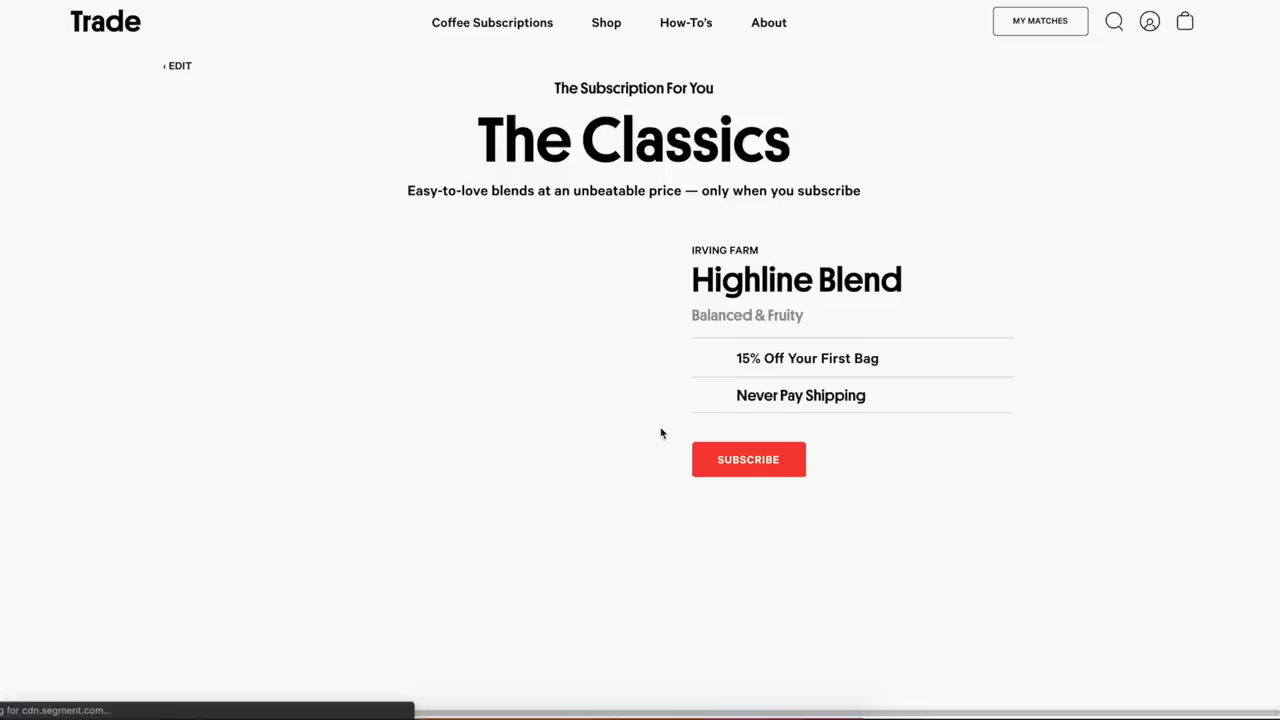 Trade
Coffee Subscriptions Shop How-To's About
MY MATCHES
‹ EDIT
The Subscription For You
The Classics
Easy-to-love blends at an unbeatable price — only when you subscribe
IRVING FARM
Highline Blend
Balanced & Fruity
15% Off Your First Bag
Never Pay Shipping
SUBSCRIBE
g for cdn.segment.com...